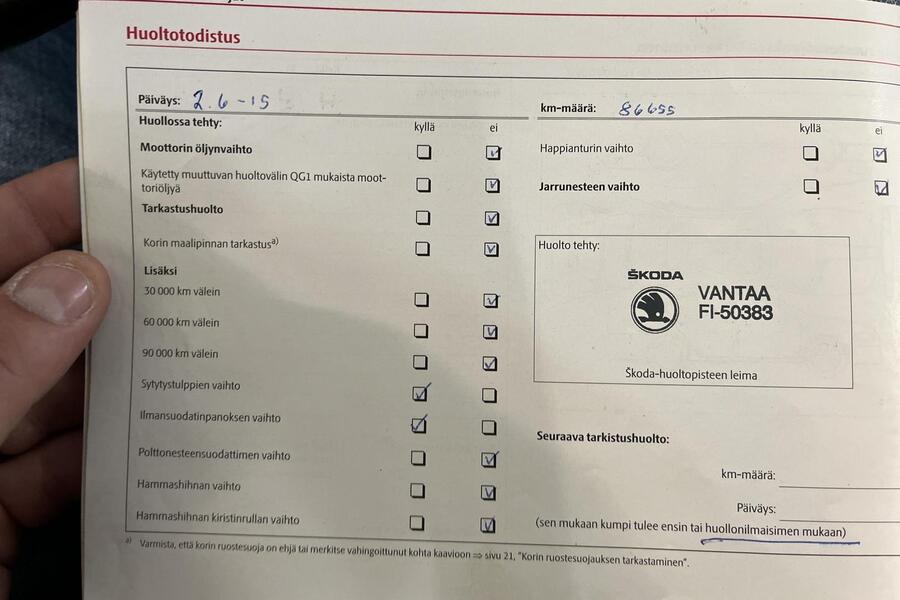 Huoltotodistus
Päiväys: 2.6-15
km-määrä: 86655
Huollossa tehty: kyllä ei
kyllä ei
Moottorin öljynvaihto
Happianturin vaihto
Käytetty muuttuvan huoltovälin QG1 mukaista moot-
toriöljyä
Jarrunesteen vaihto
Tarkastushuolto
Korin maalipinnan tarkastus a)
Lisäksi
30 000 km välein
60 000 km välein
90 000 km välein
Sytytystulppien vaihto
Ilmansuodatinpanoksen vaihto
Polttonesteensuodattimen vaihto
Hammashihnan vaihto
Hammashihnan kiristinrullan vaihto
Huolto tehty:
ŠKODA
VANTAA
FI-50383
Škoda-huoltopisteen leima
Seuraava tarkistushuolto:
km-määrä:
Päiväys:
(sen mukaan kumpi tulee ensin tai huollonilmaisimen mukaan)
a) Varmista, että korin ruostesuoja on ehjä tai merkitse vahingoittunut kohta kaavioon ⇒ sivu 21, "Korin ruostesuojauksen tarkastaminen".